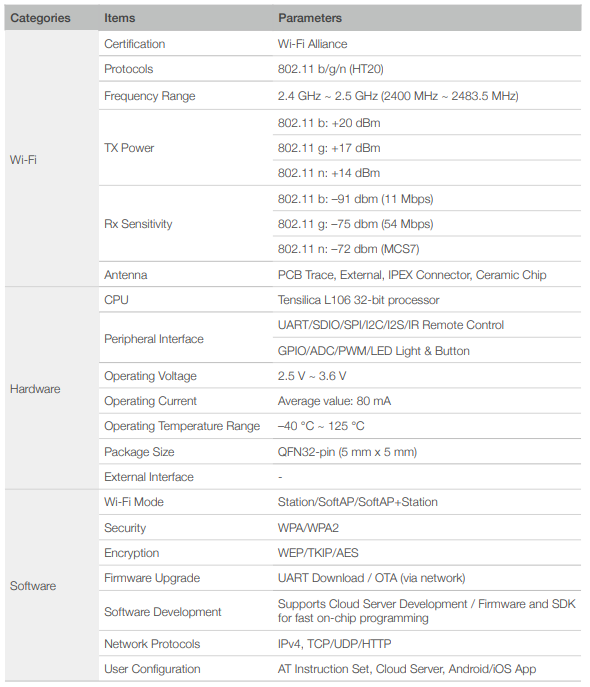 Categories Items Parameters
Wi-Fi
Certification Wi-Fi Alliance
Protocols 802.11 b/g/n (HT20)
Frequency Range 2.4 GHz ~ 2.5 GHz (2400 MHz ~ 2483.5 MHz)
TX Power
802.11 b: +20 dBm
802.11 g: +17 dBm
802.11 n: +14 dBm
Rx Sensitivity
802.11 b: –91 dbm (11 Mbps)
802.11 g: –75 dbm (54 Mbps)
802.11 n: –72 dbm (MCS7)
Antenna PCB Trace, External, IPEX Connector, Ceramic Chip
Hardware
CPU Tensilica L106 32-bit processor
Peripheral Interface
UART/SDIO/SPI/I2C/I2S/IR Remote Control
GPIO/ADC/PWM/LED Light & Button
Operating Voltage 2.5 V ~ 3.6 V
Operating Current Average value: 80 mA
Operating Temperature Range –40 °C ~ 125 °C
Package Size QFN32-pin (5 mm x 5 mm)
External Interface -
Software
Wi-Fi Mode Station/SoftAP/SoftAP+Station
Security WPA/WPA2
Encryption WEP/TKIP/AES
Firmware Upgrade UART Download / OTA (via network)
Software Development
Supports Cloud Server Development / Firmware and SDK
for fast on-chip programming
Network Protocols IPv4, TCP/UDP/HTTP
User Configuration AT Instruction Set, Cloud Server, Android/iOS App